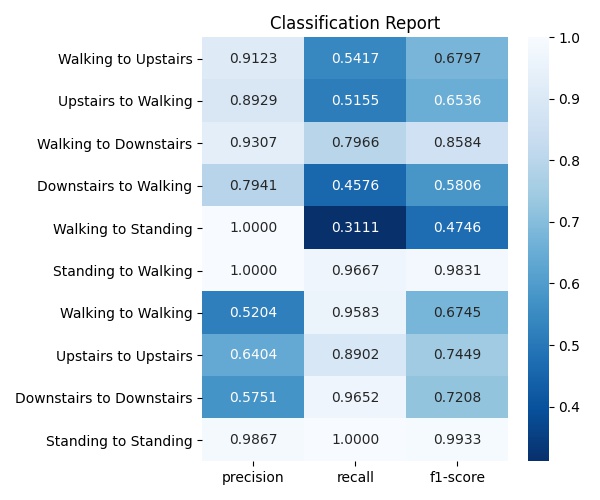 Classification Report
Walking to Upstairs 0.9123 0.5417 0.6797
Upstairs to Walking 0.8929 0.5155 0.6536
Walking to Downstairs 0.9307 0.7966 0.8584
Downstairs to Walking 0.7941 0.4576 0.5806
Walking to Standing 1.0000 0.3111 0.4746
Standing to Walking 1.0000 0.9667 0.9831
Walking to Walking 0.5204 0.9583 0.6745
Upstairs to Upstairs 0.6404 0.8902 0.7449
Downstairs to Downstairs 0.5751 0.9652 0.7208
Standing to Standing 0.9867 1.0000 0.9933
precision recall f1-score
1.0
0.9
0.8
0.7
0.6
0.5
0.4